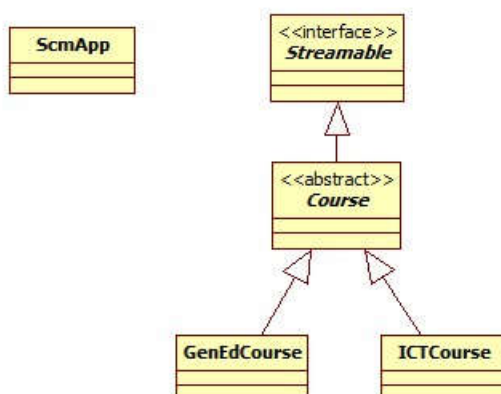 ScmApp
<<interface>>
Streamable
<<abstract>>
Course
GenEdCourse
ICTCourse